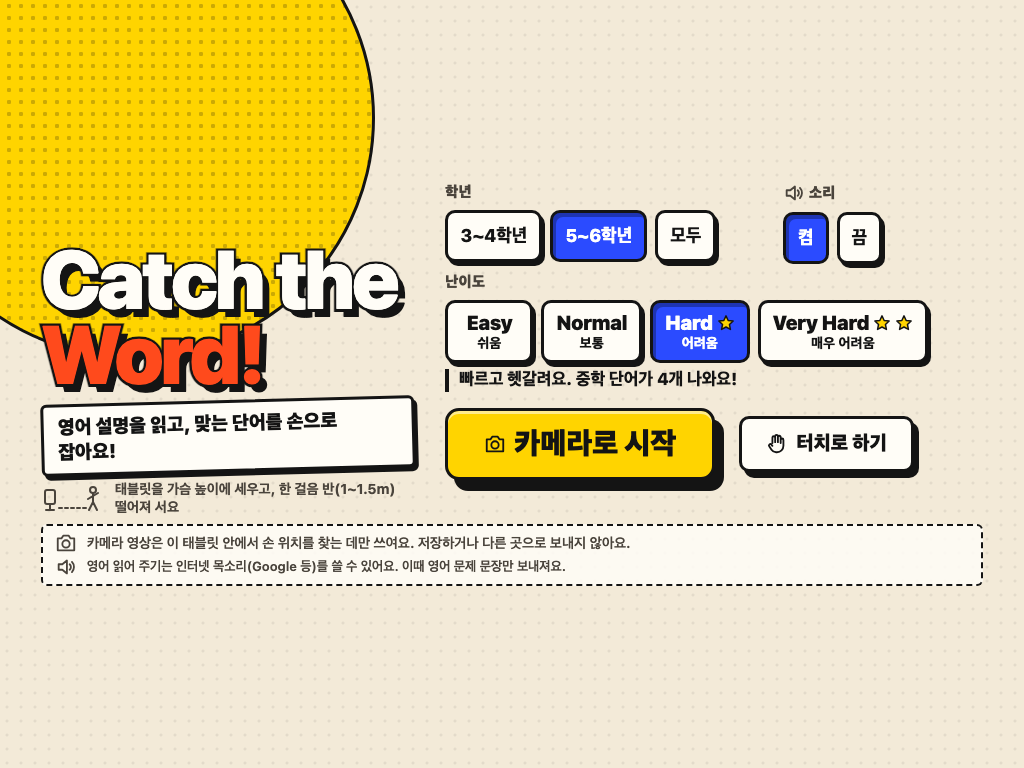 Catch the
Word!
영어 설명을 읽고, 맞는 단어를 손으로
잡아요!
태블릿을 가슴 높이에 세우고, 한 걸음 반(1~1.5m)
떨어져 서요
학년
3~4학년 5~6학년 모두
소리
켬 끔
난이도
Easy
쉬움
Normal
보통
Hard
어려움
Very Hard
매우 어려움
빠르고 헷갈려요. 중학 단어가 4개 나와요!
카메라로 시작
터치로 하기
카메라 영상은 이 태블릿 안에서 손 위치를 찾는 데만 쓰여요. 저장하거나 다른 곳으로 보내지 않아요.
영어 읽어 주기는 인터넷 목소리(Google 등)를 쓸 수 있어요. 이때 영어 문제 문장만 보내져요.